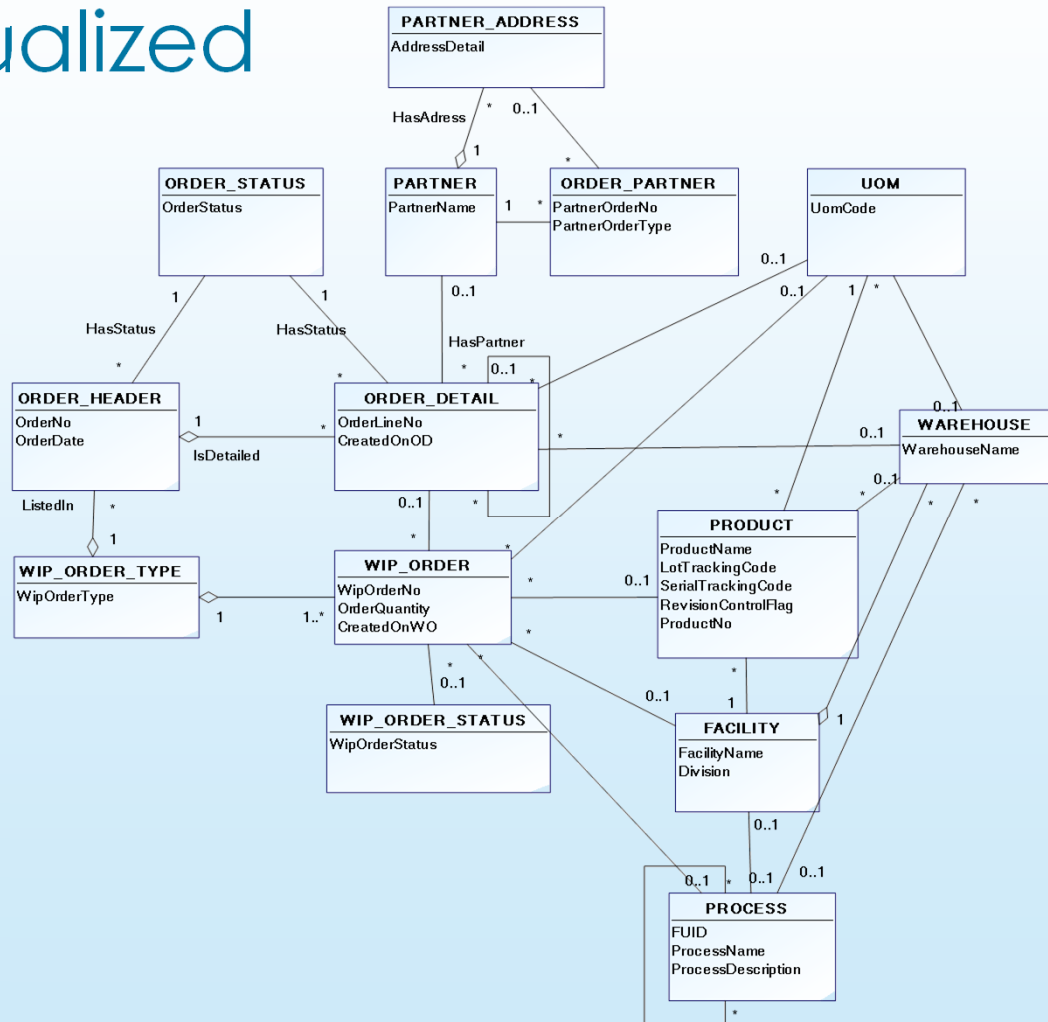 ualized
PARTNER_ADDRESS
AddressDetail
HasAdress
*
0..1
1
*
ORDER_STATUS
OrderStatus
PARTNER
PartnerName
1
*
ORDER_PARTNER
PartnerOrderNo
PartnerOrderType
UOM
UomCode
0..1
0..1
0..1
1
*
1
1
HasStatus
HasStatus
HasPartner
*
*
*
0..1
*
ORDER_HEADER
OrderNo
OrderDate
1
*
IsDetailed
ORDER_DETAIL
OrderLineNo
CreatedOnOD
*
0..1
0..1
WAREHOUSE
WarehouseName
ListedIn
*
1
0..1
*
*
*
*
*
0..1
*
*
WIP_ORDER_TYPE
WipOrderType
1
1..*
WIP_ORDER
WipOrderNo
OrderQuantity
CreatedOnWO
*
0..1
*
PRODUCT
ProductName
LotTrackingCode
SerialTrackingCode
RevisionControlFlag
ProductNo
*
*
0..1
0..1
*
1
1
WIP_ORDER_STATUS
WipOrderStatus
FACILITY
FacilityName
Division
0..1
0..1
*
0..1
0..1
PROCESS
FUID
ProcessName
ProcessDescription
*